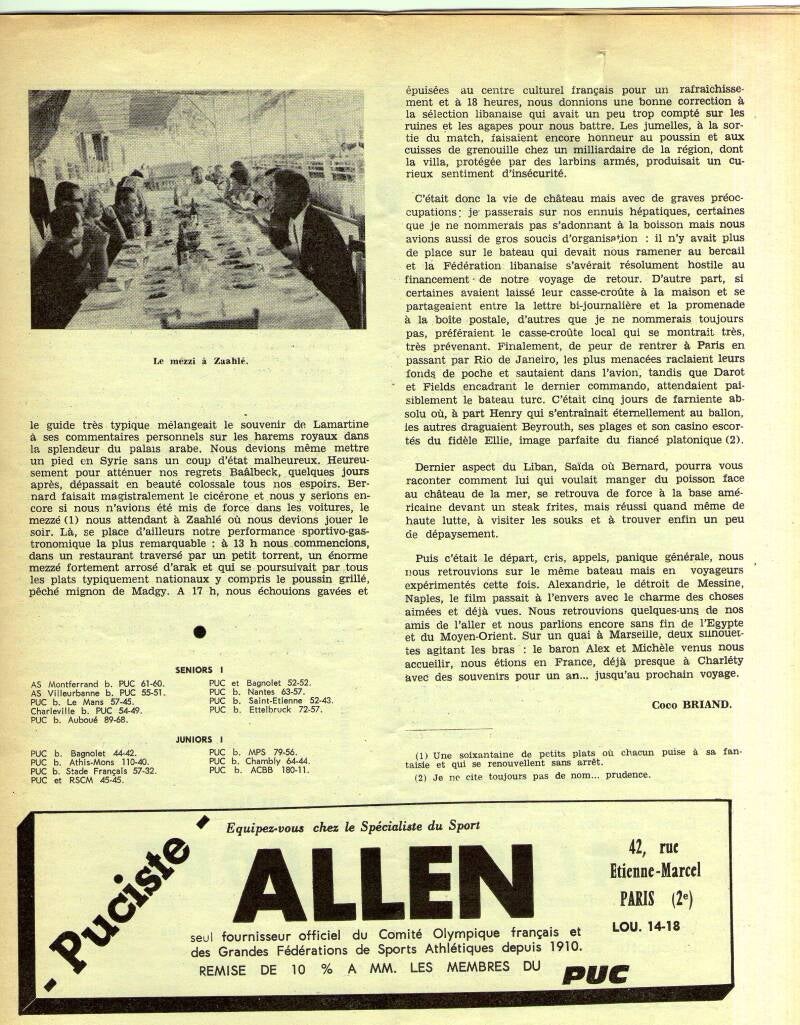 Le mézzi à Zaahlé.
le guide très typique mélangeait le souvenir de Lamartine
à ses commentaires personnels sur les harems royaux dans
la splendeur du palais arabe. Nous devions même mettre
un pied en Syrie sans un coup d'état malheureux. Heureu-
sement pour atténuer nos regrets Baâlbeck, quelques jours
après, dépassait en beauté colossale tous nos espoirs. Ber-
nard faisait magistralement le cicérone et nous y serions en-
core si nous n'avions été mis de force dans les voitures, le
mezzé (1) nous attendant à Zaahlé où nous devions jouer le
soir. Là, se place d'ailleurs notre performance sportivo-gas-
tronomique la plus remarquable : à 13 h nous commencions,
dans un restaurant traversé par un petit torrent, un énorme
mezzé fortement arrosé d'arak et qui se poursuivait par tous
les plats typiquement nationaux y compris le poussin grillé,
pêché mignon de Madgy. A 17 h, nous échouions gavées et
SENIORS I
AS Montferrand b. PUC 61-60.
AS Villeurbanne b. PUC 55-51.
PUC b. Le Mans 57-45.
Charleville b. PUC 54-49.
PUC b. Auboué 89-68.
PUC et Bagnolet 52-52.
PUC b. Nantes 63-57.
PUC b. Saint-Etienne 52-43.
PUC b. Ettelbruck 72-57.
JUNIORS I
PUC b. Bagnolet 44-42.
PUC b. Athis-Mons 110-40.
PUC b. Stade Français 57-32.
PUC et RSCM 45-45.
PUC b. MPS 79-56.
PUC b. Chambly 64-44.
PUC b. ACBB 180-11.
épuisées au centre culturel français pour un rafraîchisse-
ment et à 18 heures, nous donnions une bonne correction à
la sélection libanaise qui avait un peu trop compté sur les
ruines et les agapes pour nous battre. Les jumelles, à la sor-
tie du match, faisaient encore honneur au poussin et aux
cuisses de grenouille chez un milliardaire de la région, dont
la villa, protégée par des larbins armés, produisait un cu-
rieux sentiment d'insécurité.
C'était donc la vie de château mais avec de graves préoc-
cupations; je passerais sur nos ennuis hépatiques, certaines
que je ne nommerais pas s'adonnant à la boisson mais nous
avions aussi de gros soucis d'organisation : il n'y avait plus
de place sur le bateau qui devait nous ramener au bercail
et la Fédération libanaise s'avérait résolument hostile au
financement de notre voyage de retour. D'autre part, si
certaines avaient laissé leur casse-croûte à la maison et se
partageaient entre la lettre bi-journalière et la promenade
à la boîte postale, d'autres que je ne nommerais toujours
pas, préféraient le casse-croûte local qui se montrait très,
très prévenant. Finalement, de peur de rentrer à Paris en
passant par Rio de Janeiro, les plus menacées raclaient leurs
fonds de poche et sautaient dans l'avion, tandis que Darot
et Fields encadrant le dernier commando, attendaient pai-
siblement le bateau turc. C'était cinq jours de farniente ab-
solu où, à part Henry qui s'entraînait éternellement au ballon,
les autres draguaient Beyrouth, ses plages et son casino escor-
tés du fidèle Ellie, image parfaite du fiancé platonique (2).
Dernier aspect du Liban, Saïda où Bernard, pourra vous
raconter comment lui qui voulait manger du poisson face
au château de la mer, se retrouva de force à la base amé-
ricaine devant un steak frites, mais réussi quand même de
haute lutte, à visiter les souks et à trouver enfin un peu
de dépaysement.
Puis c'était le départ, cris, appels, panique générale, nous
nous retrouvions sur le même bateau mais en voyageurs
expérimentés cette fois. Alexandrie, le détroit de Messine,
Naples, le film passait à l'envers avec le charme des choses
aimées et déjà vues. Nous retrouvions quelques-uns de nos
amis de l'aller et nous parlions encore sans fin de l'Egypte
et du Moyen-Orient. Sur un quai à Marseille, deux silhouet-
tes agitant les bras : le baron Alex et Michèle venus nous
accueilir, nous étions en France, déjà presque à Charléty
avec des souvenirs pour un an... jusqu'au prochain voyage.
Coco BRIAND.
(1) Une soixantaine de petits plats où chacun puise à sa fan-
taisie et qui se renouvellent sans arrêt.
(2) Je ne cite toujours pas de nom... prudence.
- Puciste -
Equipez-vous chez le Spécialiste du Sport
ALLEN
seul fournisseur officiel du Comité Olympique français et
des Grandes Fédérations de Sports Athlétiques depuis 1910.
REMISE DE 10 % A MM. LES MEMBRES DU PUC
42, rue
Etienne-Marcel
PARIS (2e)
LOU. 14-18